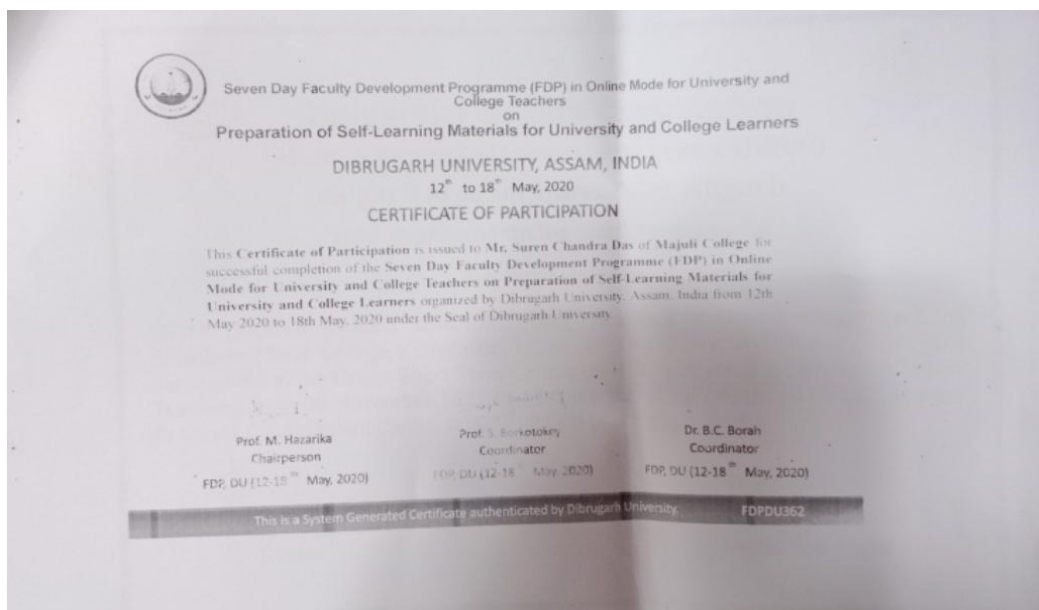 Seven Day Faculty Development Programme (FDP) in Online Mode for University and
College Teachers
on
Preparation of Self-Learning Materials for University and College Learners
DIBRUGARH UNIVERSITY, ASSAM, INDIA
12th to 18th May, 2020
CERTIFICATE OF PARTICIPATION
This Certificate of Participation is issued to Mr. Suren Chandra Das of Majuli College for
successful completion of the Seven Day Faculty Development Programme (FDP) in Online
Mode for University and College Teachers on Preparation of Self-Learning Materials for
University and College Learners organized by Dibrugarh University, Assam, India from 12th
May 2020 to 18th May, 2020 under the Seal of Dibrugarh University.
Prof. M. Hazarika
Chairperson
FDP, DU (12-18th May, 2020)
Prof. S. Borkotokey
Coordinator
FDP, DU (12-18th May, 2020)
Dr. B.C. Borah
Coordinator
FDP, DU (12-18th May, 2020)
This is a System Generated Certificate authenticated by Dibrugarh University. FDPDU362